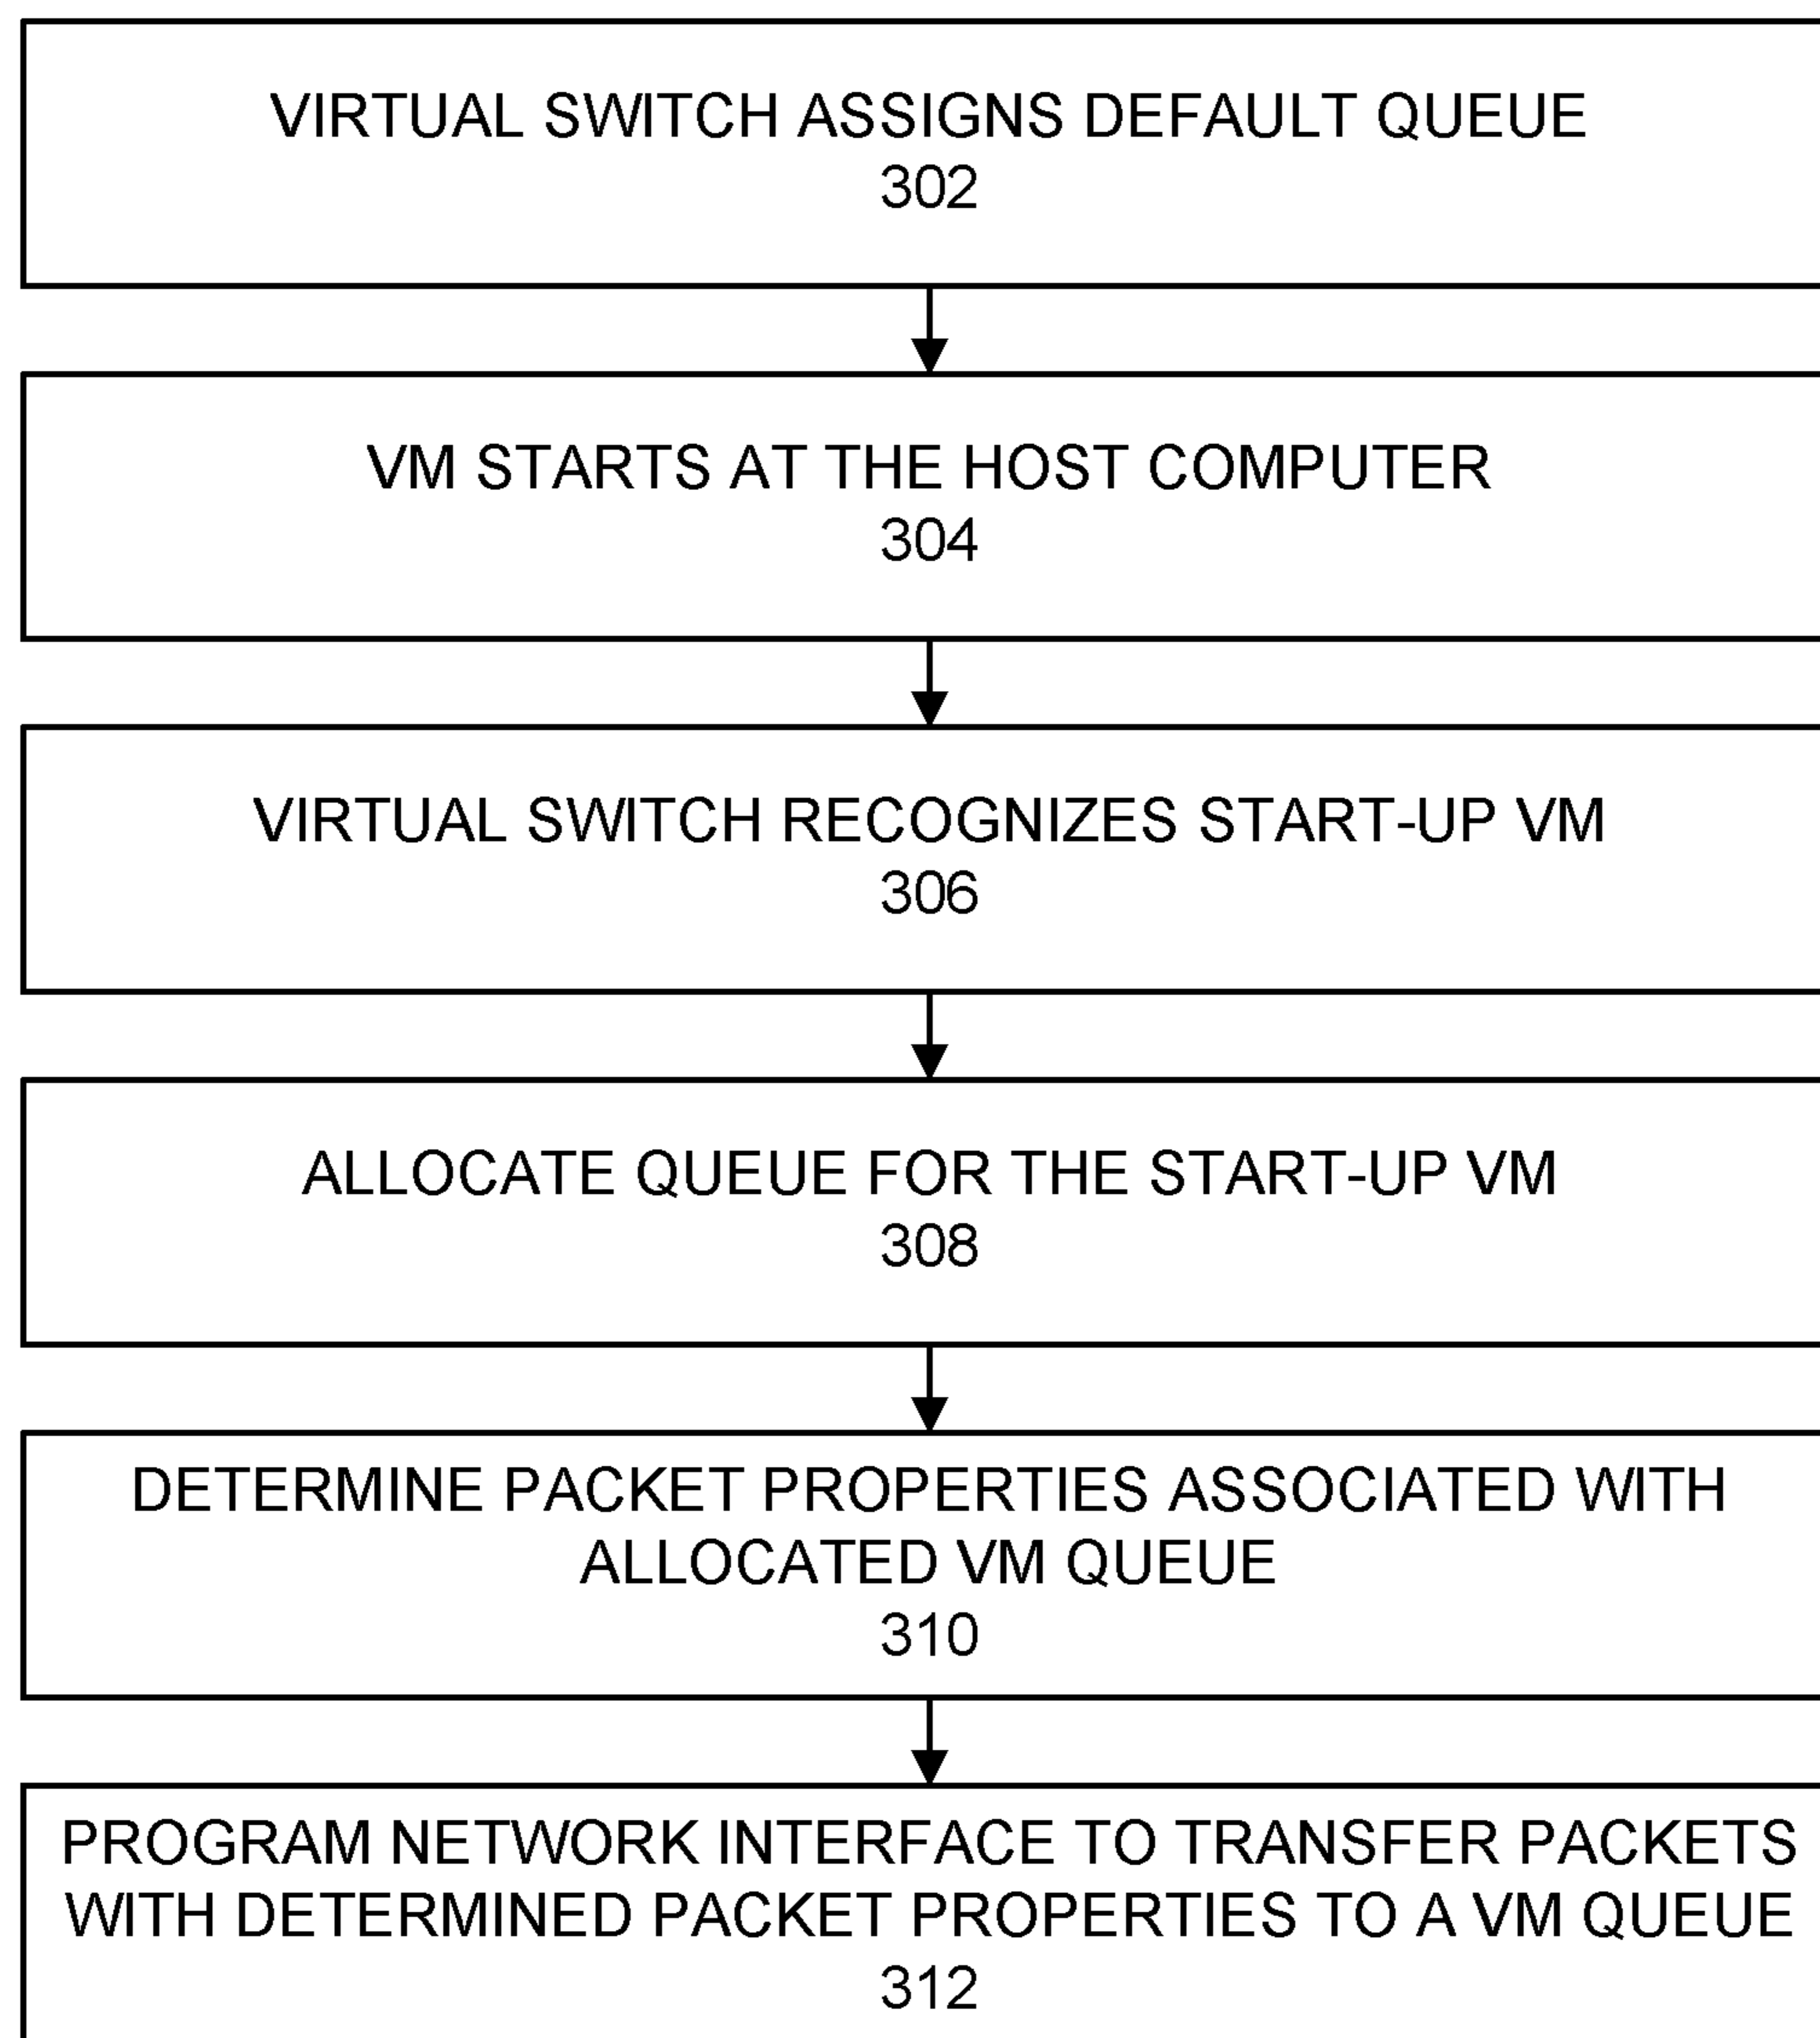 VIRTUAL SWITCH ASSIGNS DEFAULT QUEUE
302
VM STARTS AT THE HOST COMPUTER
304
VIRTUAL SWITCH RECOGNIZES START-UP VM
306
ALLOCATE QUEUE FOR THE START-UP VM
308
DETERMINE PACKET PROPERTIES ASSOCIATED WITH
ALLOCATED VM QUEUE
310
PROGRAM NETWORK INTERFACE TO TRANSFER PACKETS
WITH DETERMINED PACKET PROPERTIES TO A VM QUEUE
312